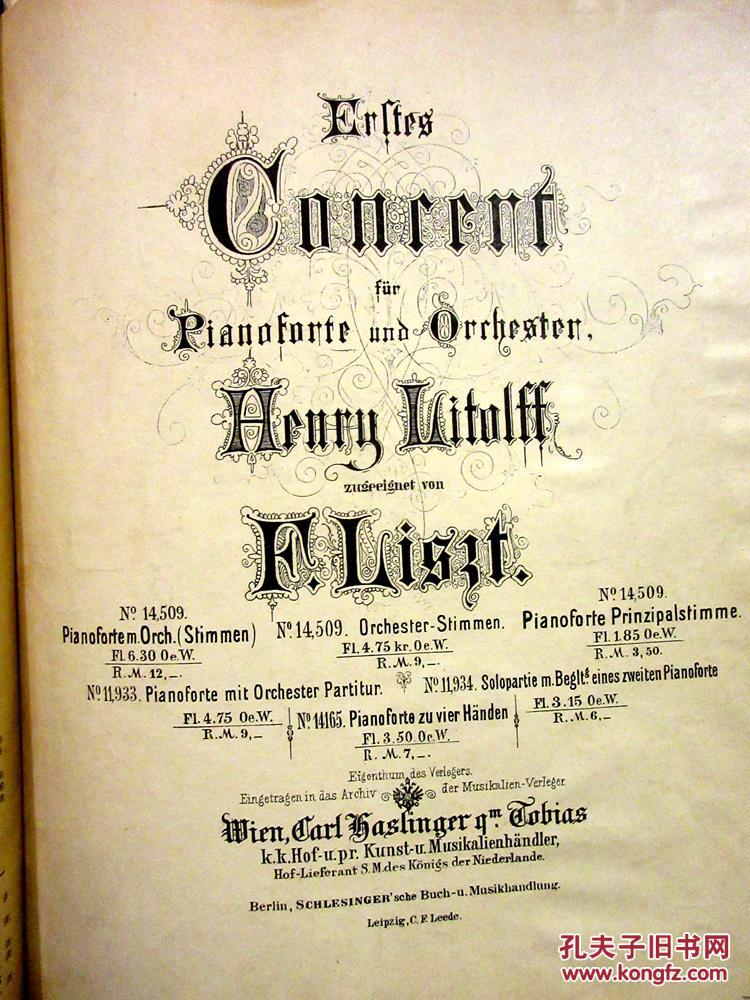 Erstes
Concert
für
Pianoforte und Orchester,
Henry Litolff
zugeeignet von
F. Liszt.
No 14,509.
Pianoforte m. Orch. (Stimmen)
Fl. 6.30 Oe.W.
R. M. 12, –
No 14,509. Orchester-Stimmen.
Fl. 4.75 kr. Oe.W.
R. M. 9, –.
No 14,509.
Pianoforte Prinzipalstimme.
Fl. 1.85 Oe.W.
R. M. 3, 50.
No 11,933. Pianoforte mit Orchester Partitur.
Fl. 4.75 Oe.W.
R. M. 9, –
No 11,934. Solopartie m. Begltg eines zweiten Pianoforte
Fl. 3.15 Oe.W.
R. M. 6, –
No 14165. Pianoforte zu vier Händen
Fl. 3.50. Oe.W.
R. M. 7, –.
Eigenthum des Verlegers.
Eingetragen in das Archiv der Musikalien-Verleger
Wien, Carl Haslinger qm Tobias
k.k. Hof- u. pr. Kunst- u. Musikalienhändler,
Hof-Lieferant S. M. des Königs der Niederlande.
Berlin, SCHLESINGER'sche Buch- u. Musikhandlung.
Leipzig, C. F. Leede.
孔夫子旧书网
www.kongfz.com